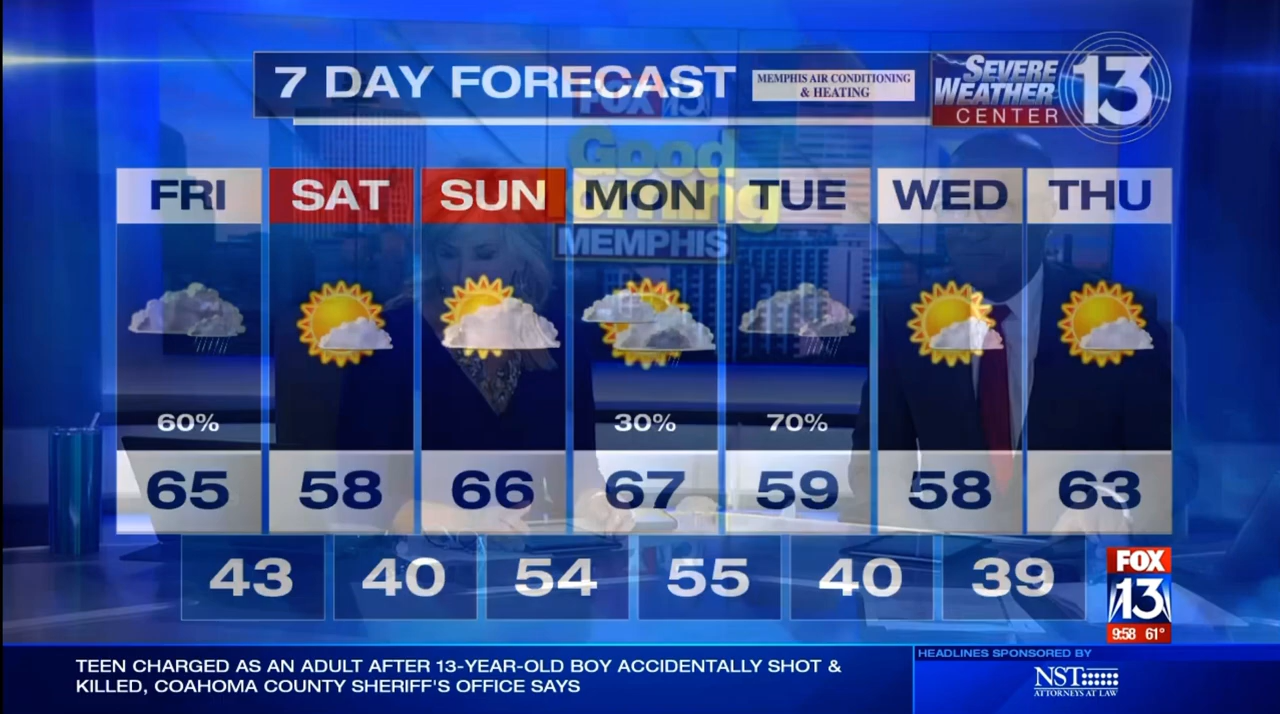 7 DAY FORECAST
MEMPHIS AIR CONDITIONING
& HEATING
SEVERE
WEATHER
CENTER
13
FOX 13
Good
Morning
MEMPHIS
FRI SAT SUN MON TUE WED THU
60% 30% 70%
65 58 66 67 59 58 63
43 40 54 55 40 39
FOX
13
9:58 61°
TEEN CHARGED AS AN ADULT AFTER 13-YEAR-OLD BOY ACCIDENTALLY SHOT &
KILLED, COAHOMA COUNTY SHERIFF'S OFFICE SAYS
HEADLINES SPONSORED BY
NST
ATTORNEYS AT LAW